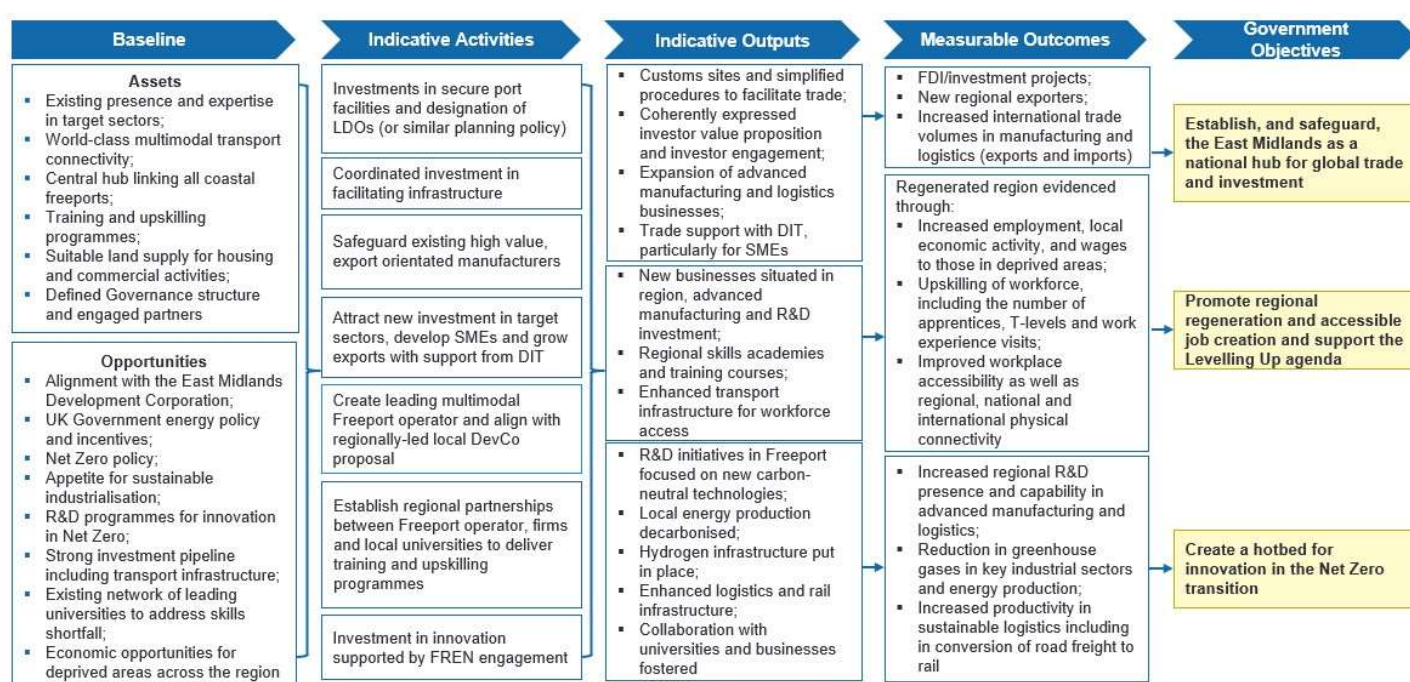 Baseline
Indicative Activities
Indicative Outputs
Measurable Outcomes
Government
Objectives
Assets
▪ Existing presence and expertise
in target sectors;
▪ World-class multimodal transport
connectivity;
▪ Central hub linking all coastal
freeports;
▪ Training and upskilling
programmes;
▪ Suitable land supply for housing
and commercial activities;
▪ Defined Governance structure
and engaged partners
Opportunities
▪ Alignment with the East Midlands
Development Corporation;
▪ UK Government energy policy
and incentives;
▪ Net Zero policy;
▪ Appetite for sustainable
industrialisation;
▪ R&D programmes for innovation
in Net Zero;
▪ Strong investment pipeline
including transport infrastructure;
▪ Existing network of leading
universities to address skills
shortfall;
▪ Economic opportunities for
deprived areas across the region
Investments in secure port
facilities and designation of
LDOs (or similar planning policy)
Coordinated investment in
facilitating infrastructure
Safeguard existing high value,
export orientated manufacturers
Attract new investment in target
sectors, develop SMEs and grow
exports with support from DIT
Create leading multimodal
Freeport operator and align with
regionally-led local DevCo
proposal
Establish regional partnerships
between Freeport operator, firms
and local universities to deliver
training and upskilling
programmes
Investment in innovation
supported by FREN engagement
▪ Customs sites and simplified
procedures to facilitate trade;
▪ Coherently expressed
investor value proposition
and investor engagement;
▪ Expansion of advanced
manufacturing and logistics
businesses;
▪ Trade support with DIT,
particularly for SMEs
▪ New businesses situated in
region, advanced
manufacturing and R&D
investment;
▪ Regional skills academies
and training courses;
▪ Enhanced transport
infrastructure for workforce
access
▪ R&D initiatives in Freeport
focused on new carbon-
neutral technologies;
▪ Local energy production
decarbonised;
▪ Hydrogen infrastructure put
in place;
▪ Enhanced logistics and rail
infrastructure;
▪ Collaboration with
universities and businesses
fostered
▪ FDI/investment projects;
▪ New regional exporters;
▪ Increased international trade
volumes in manufacturing and
logistics (exports and imports)
Regenerated region evidenced
through:
▪ Increased employment, local
economic activity, and wages
to those in deprived areas;
▪ Upskilling of workforce,
including the number of
apprentices, T-levels and work
experience visits;
▪ Improved workplace
accessibility as well as
regional, national and
international physical
connectivity
▪ Increased regional R&D
presence and capability in
advanced manufacturing and
logistics;
▪ Reduction in greenhouse
gases in key industrial sectors
and energy production;
▪ Increased productivity in
sustainable logistics including
in conversion of road freight to
rail
Establish, and safeguard,
the East Midlands as a
national hub for global trade
and investment
Promote regional
regeneration and accessible
job creation and support the
Levelling Up agenda
Create a hotbed for
innovation in the Net Zero
transition